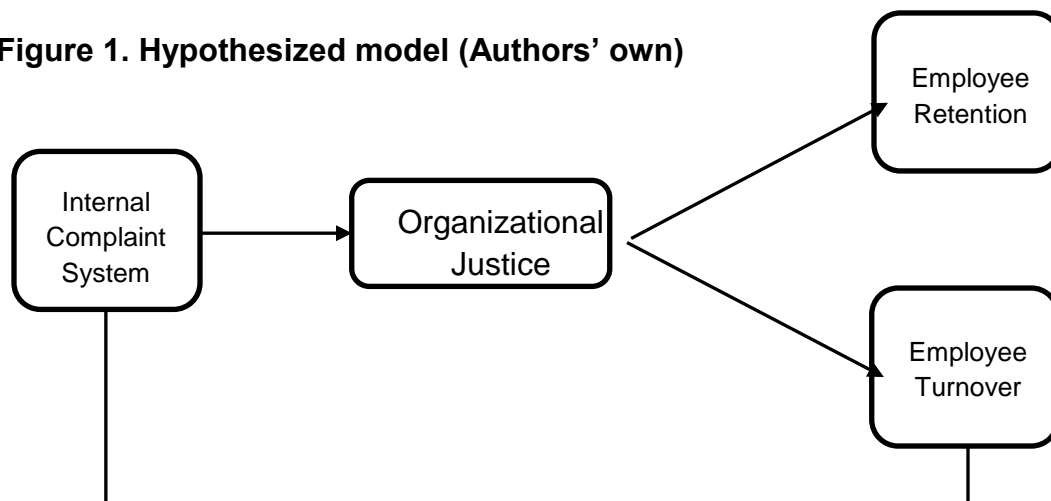 Figure 1. Hypothesized model (Authors’ own)
Employee
Retention
Internal
Complaint
System
Organizational
Justice
Employee
Turnover